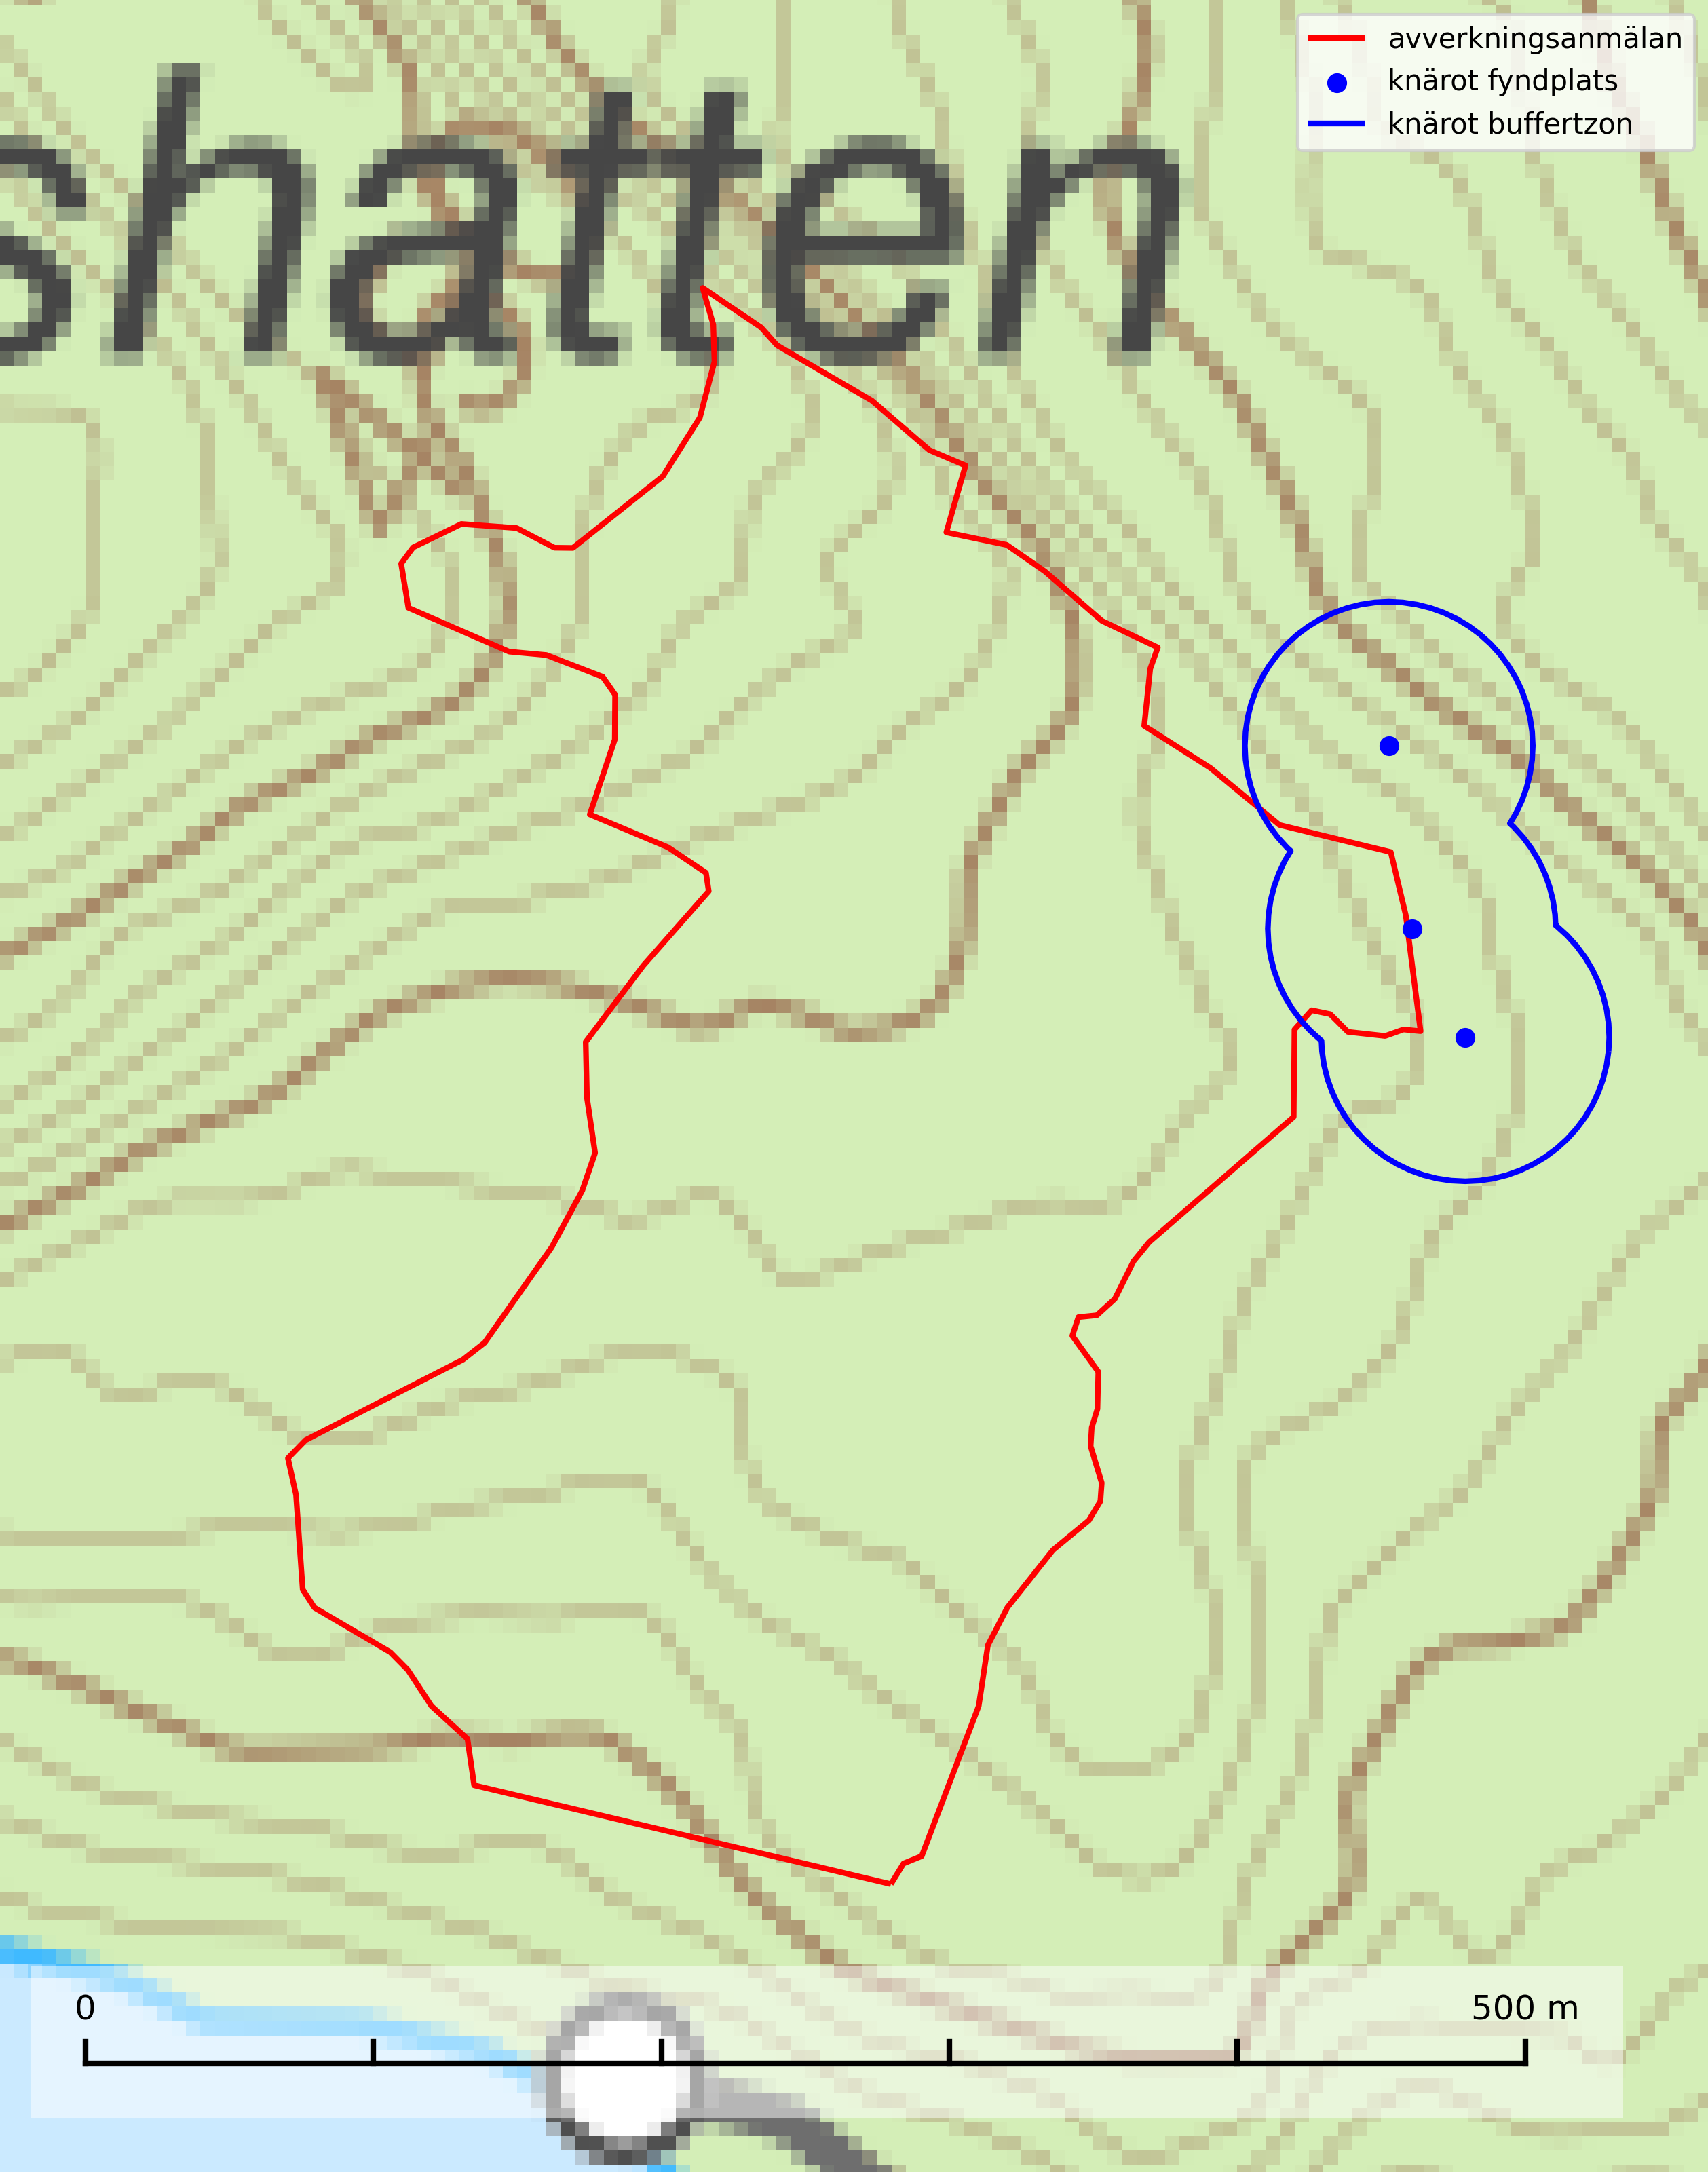 avverkningsanmälan
knärot fyndplats
knärot buffertzon
shatten
0 500 m